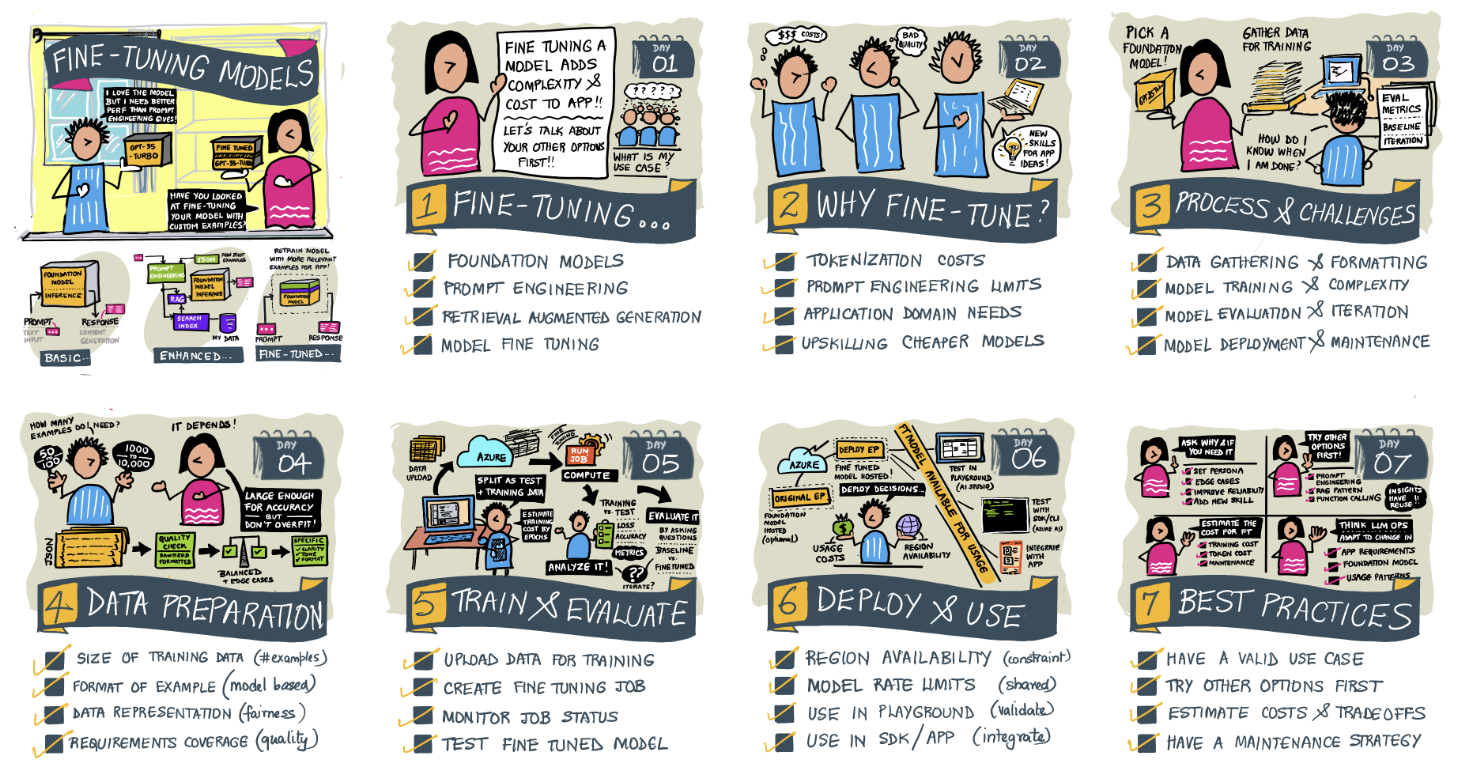 FINE-TUNING MODELS
I LOVE THE MODEL
BUT I NEED BETTER
PERF THAN PROMPT
ENGINEERING GIVES!
GPT-35
-TURBO
FINE TUNED
GPT-35-TURBO
HAVE YOU LOOKED
AT FINE-TUNING
YOUR MODEL WITH
CUSTOM EXAMPLES?
FOUNDATION
MODEL
INFERENCE
PROMPT
TEXT
INPUT
RESPONSE
CONTENT
GENERATION
BASIC...
PROMPT
ENGINEERING
JSON
FEW SHOT
EXAMPLES
FOUNDATION
MODEL
INFERENCE
RAG
SEARCH
INDEX
MY DATA
ENHANCED...
RETRAIN MODEL
WITH MORE RELEVANT
EXAMPLES FOR APP!
FOUNDATION
MODEL
PROMPT
RESPONSE
FINE-TUNED...
FINE TUNING A
MODEL ADDS
COMPLEXITY &
COST TO APP!!
LET'S TALK ABOUT
YOUR OTHER OPTIONS
FIRST!!
DAY
01
? ? ? ? ?
WHAT IS MY
USE CASE?
1 FINE-TUNING...
FOUNDATION MODELS
PROMPT ENGINEERING
RETRIEVAL AUGMENTED GENERATION
MODEL FINE TUNING
$$$ COSTS!
BAD
QUALITY!
DAY
02
NEW
SKILLS
FOR APP
IDEAS!
2 WHY FINE-TUNE?
TOKENIZATION COSTS
PROMPT ENGINEERING LIMITS
APPLICATION DOMAIN NEEDS
UPSKILLING CHEAPER MODELS
PICK A
FOUNDATION
MODEL!
GATHER DATA
FOR TRAINING
DAY
03
HOW DO I
KNOW WHEN
I AM DONE?
EVAL
METRICS
BASELINE
ITERATION
3 PROCESS & CHALLENGES
DATA GATHERING & FORMATTING
MODEL TRAINING & COMPLEXITY
MODEL EVALUATION & ITERATION
MODEL DEPLOYMENT & MAINTENANCE
HOW MANY
EXAMPLES DO I NEED?
50
TO
100
1000
TO
10,000
IT DEPENDS!
DAY
04
LARGE ENOUGH
FOR ACCURACY
BUT
DON'T OVERFIT!
JSON
QUALITY
CHECK
SANITIZED
FORMATTED
BALANCED
+ EDGE CASES
SPECIFIC
✓ CLARITY
✓ TONE
✓ FORMAT
4 DATA PREPARATION
SIZE OF TRAINING DATA (#examples)
FORMAT OF EXAMPLE (model based)
DATA REPRESENTATION (fairness)
REQUIREMENTS COVERAGE (quality)
DATA
UPLOAD
AZURE
FINE
TUNING
RUN
JOB
COMPUTE
DAY
05
SPLIT AS TEST
+ TRAINING DATA
ESTIMATE
TRAINING
COST BY
EPOCHS
TRAINING
VS. TEST
LOSS
ACCURACY
METRICS
ANALYZE IT!
??
ITERATE?
EVALUATE IT
BY ASKING
QUESTIONS
BASELINE
VS.
FINETUNED
5 TRAIN & EVALUATE
UPLOAD DATA FOR TRAINING
CREATE FINE TUNING JOB
MONITOR JOB STATUS
TEST FINE TUNED MODEL
AZURE
DEPLOY EP
FINE TUNED
MODEL HOSTED!
ORIGINAL EP
FOUNDATION
MODEL
HOSTED
(optional)
DEPLOY DECISIONS...
USAGE
COSTS
REGION
AVAILABILITY
FT MODEL AVAILABLE FOR USAGE
DAY
06
TEST IN
PLAYGROUND
(AI STUDIO)
TEST
WITH
SDK/CLI
(AZURE AI)
INTEGRATE
WITH
APP
6 DEPLOY & USE
REGION AVAILABILITY (constraint)
MODEL RATE LIMITS (shared)
USE IN PLAYGROUND (validate)
USE IN SDK/APP (integrate)
ASK WHY & IF
YOU NEED IT
SET PERSONA
EDGE CASES
IMPROVE RELIABILITY
ADD NEW SKILL
TRY OTHER
OPTIONS
FIRST!
PROMPT
ENGINEERING
RAG PATTERN
FUNCTION CALLING
DAY
07
INSIGHTS
HAVE
REUSE!
ESTIMATE THE
COST FOR FT
TRAINING COST
TOKEN COST
MAINTENANCE
THINK LLM OPS
ADAPT TO CHANGE IN
APP REQUIREMENTS
FOUNDATION MODEL
USAGE PATTERNS
7 BEST PRACTICES
HAVE A VALID USE CASE
TRY OTHER OPTIONS FIRST
ESTIMATE COSTS & TRADEOFFS
HAVE A MAINTENANCE STRATEGY